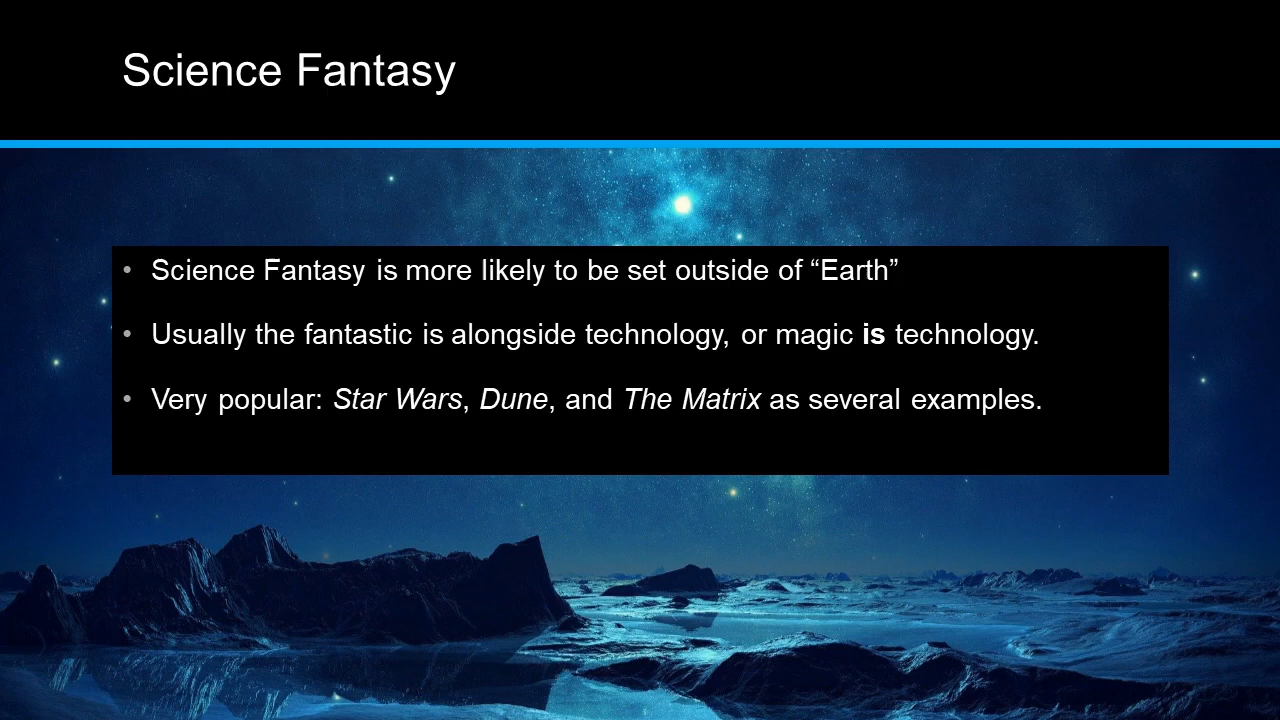 Science Fantasy
• Science Fantasy is more likely to be set outside of “Earth”
• Usually the fantastic is alongside technology, or magic is technology.
• Very popular: Star Wars, Dune, and The Matrix as several examples.